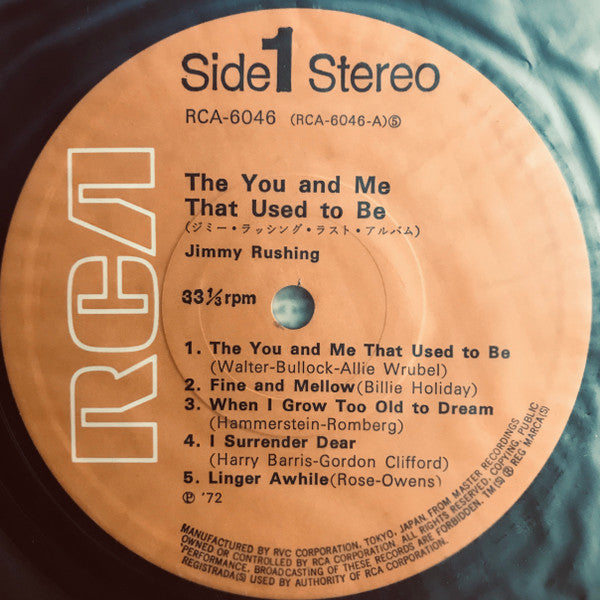 Side 1 Stereo
RCA-6046 (RCA-6046-A)⑤
RCA
The You and Me
That Used to Be
(ジミー・ラッシング・ラスト・アルバム)
Jimmy Rushing
33⅓rpm
1. The You and Me That Used to Be
(Walter-Bullock-Allie Wrubel)
2. Fine and Mellow(Billie Holiday)
3. When I Grow Too Old to Dream
(Hammerstein-Romberg)
4. I Surrender Dear
(Harry Barris-Gordon Clifford)
5. Linger Awhile(Rose-Owens)
℗ '72
MANUFACTURED BY RVC CORPORATION, TOKYO, JAPAN, FROM MASTER RECORDINGS
OWNED OR CONTROLLED BY RCA CORPORATION. ALL RIGHTS RESERVED, COPYING, PUBLIC
PERFORMANCE, BROADCASTING OF THESE RECORDS ARE FORBIDDEN. TM(S) ® REG MARCA(S)
REGISTRADA(S) USED BY AUTHORITY OF RCA CORPORATION.